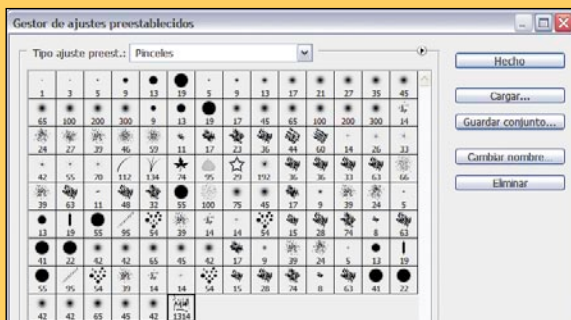 Gestor de ajustes preestablecidos
Tipo ajuste preest.: Pinceles
Hecho
Cargar...
Guardar conjunto...
Cambiar nombre...
Eliminar
1 3 5 9 13 19 5 9 13 17 21 27 35 45
65 100 200 300 9 13 19 17 45 65 100 200 300 14
24 27 39 46 59 11 17 23 36 44 60 14 26 33
42 55 70 112 134 74 95 29 192 36 36 33 63 66
39 63 11 48 32 55 100 75 45 17 9 39 39 24 5
13 19 55 95 54 39 14 14 54 15 28 74 8 63
41 22 42 42 65 45 42 17 9 39 24 5 13 19
55 95 54 39 14 14 54 15 28 74 8 63 41 22
42 42 65 45 42 1314